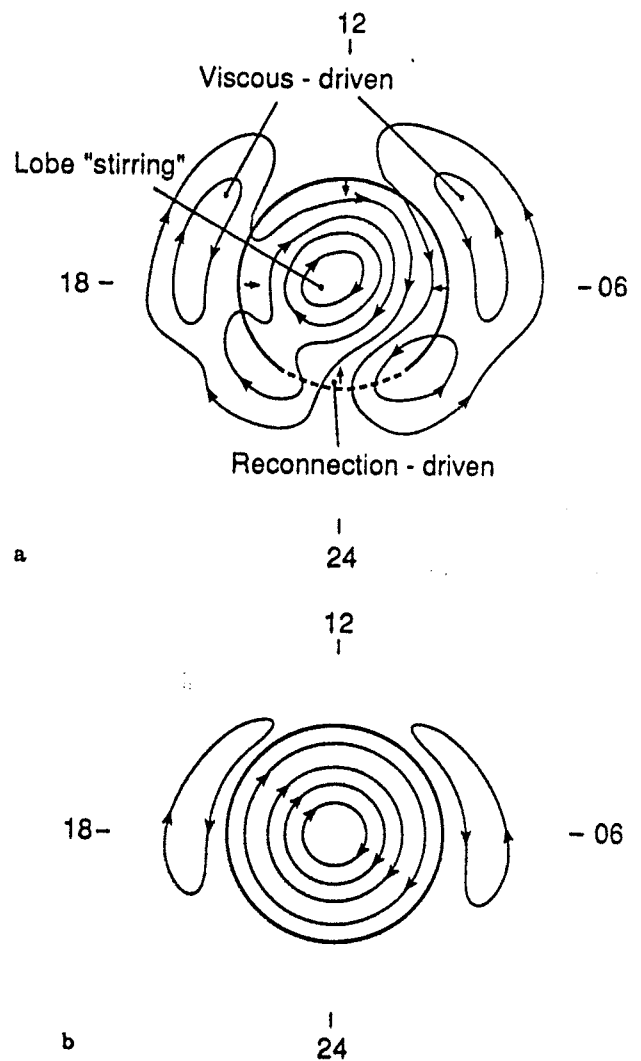 12
Viscous - driven
Lobe "stirring"
18 –
– 06
Reconnection - driven
a
24
12
18–
– 06
b
24